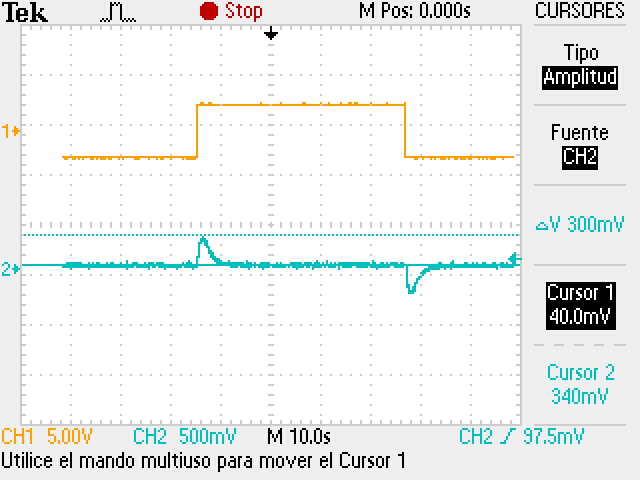 Tek Stop M Pos: 0.000s CURSORES
Tipo
Amplitud
1
Fuente
CH2
ΔV 300mV
2
Cursor 1
40.0mV
Cursor 2
340mV
CH1 5.00V CH2 500mV M 10.0s CH2 97.5mV
Utilice el mando multiuso para mover el Cursor 1